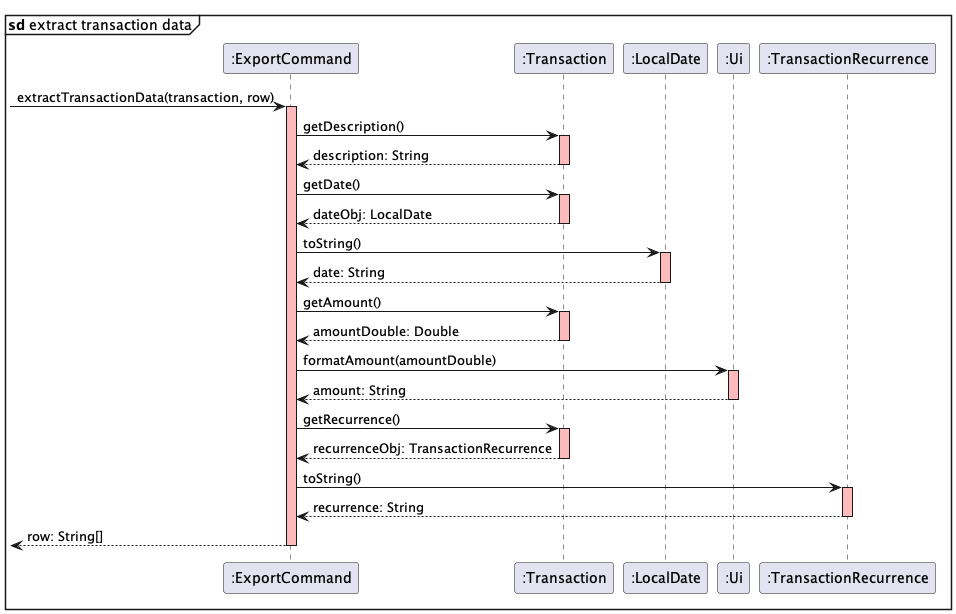 sd extract transaction data
:ExportCommand :Transaction :LocalDate :Ui :TransactionRecurrence
extractTransactionData(transaction, row)
getDescription()
description: String
getDate()
dateObj: LocalDate
toString()
date: String
getAmount()
amountDouble: Double
formatAmount(amountDouble)
amount: String
getRecurrence()
recurrenceObj: TransactionRecurrence
toString()
recurrence: String
row: String[]
:ExportCommand :Transaction :LocalDate :Ui :TransactionRecurrence